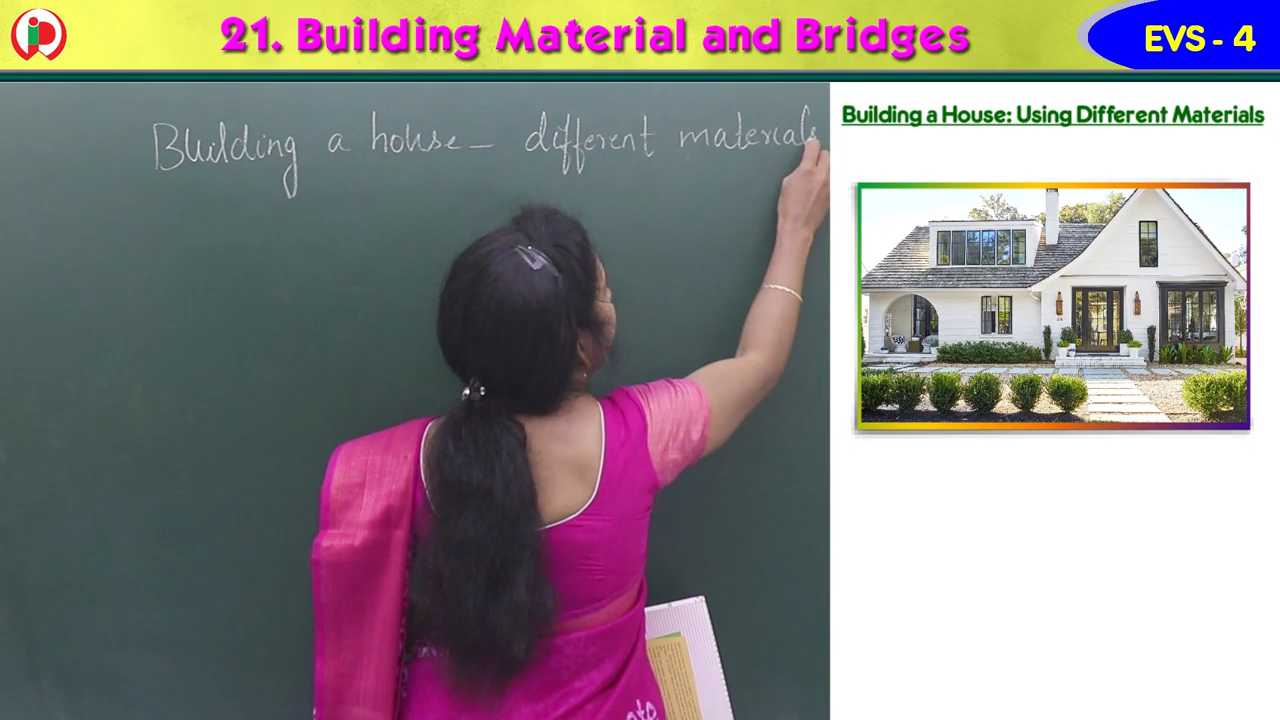 21. Building Material and Bridges
EVS - 4
Building a house - different materials
Building a House: Using Different Materials